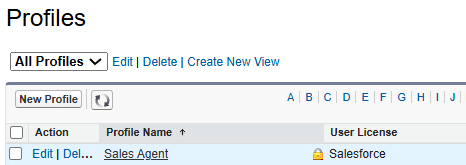 Profiles
All Profiles Edit | Delete | Create New View
New Profile A B C D E F G H I J
Action Profile Name User License
Edit | Del... Sales Agent Salesforce